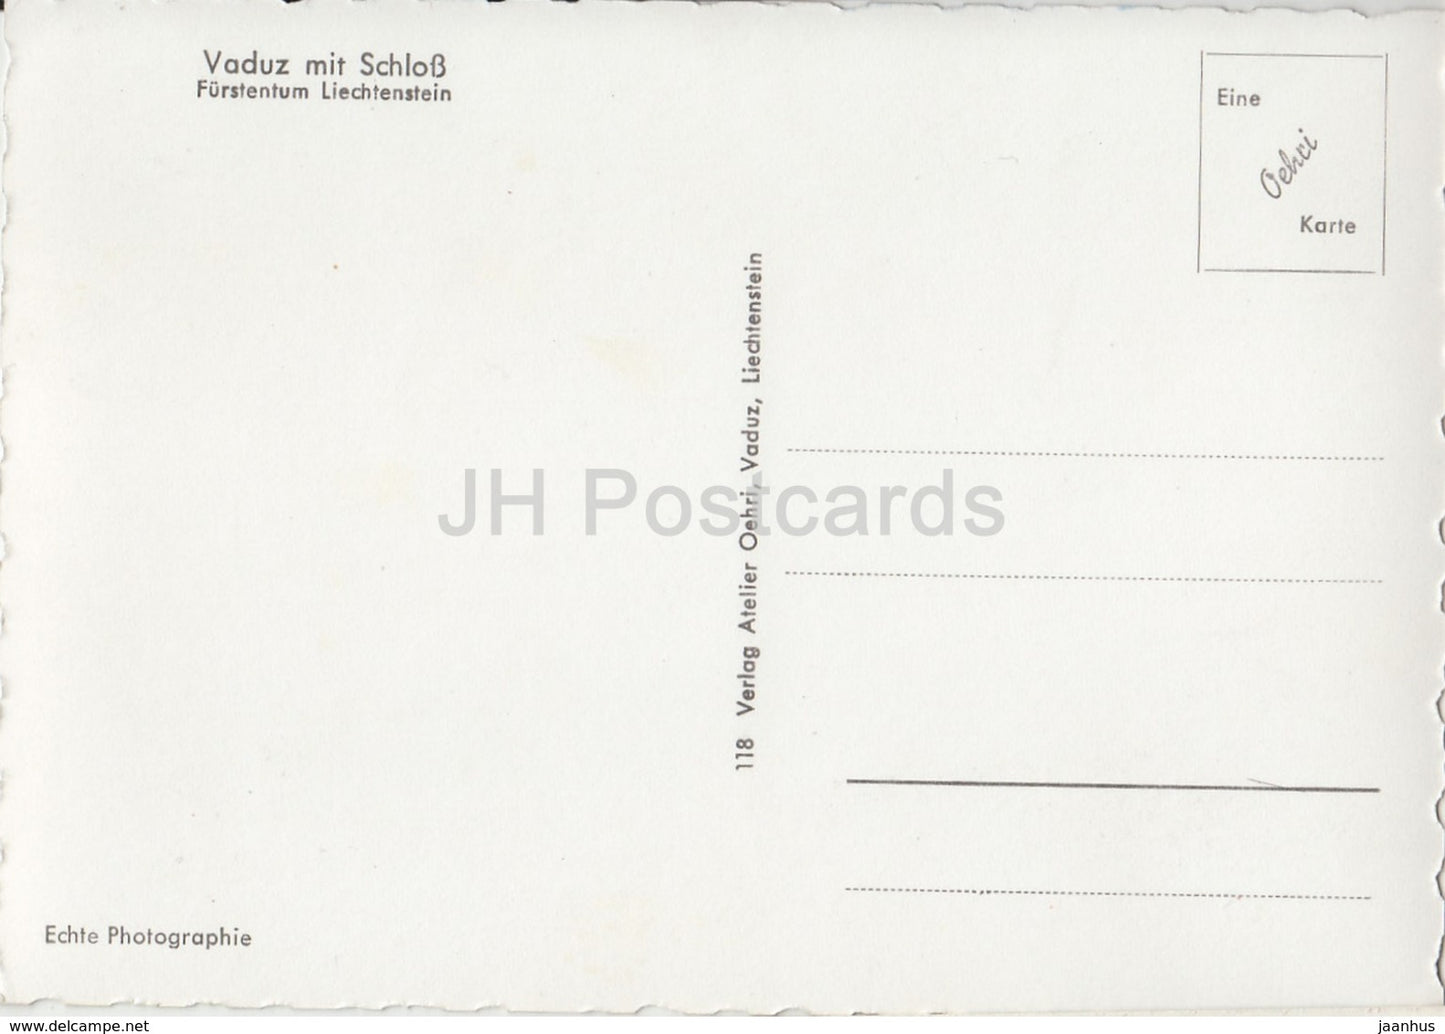 Vaduz mit Schloß
Fürstentum Liechtenstein
Eine
Oehri
Karte
118 Verlag Atelier Oehri, Vaduz, Liechtenstein
JH Postcards
Echte Photographie
www.delcampe.net
jaanhus